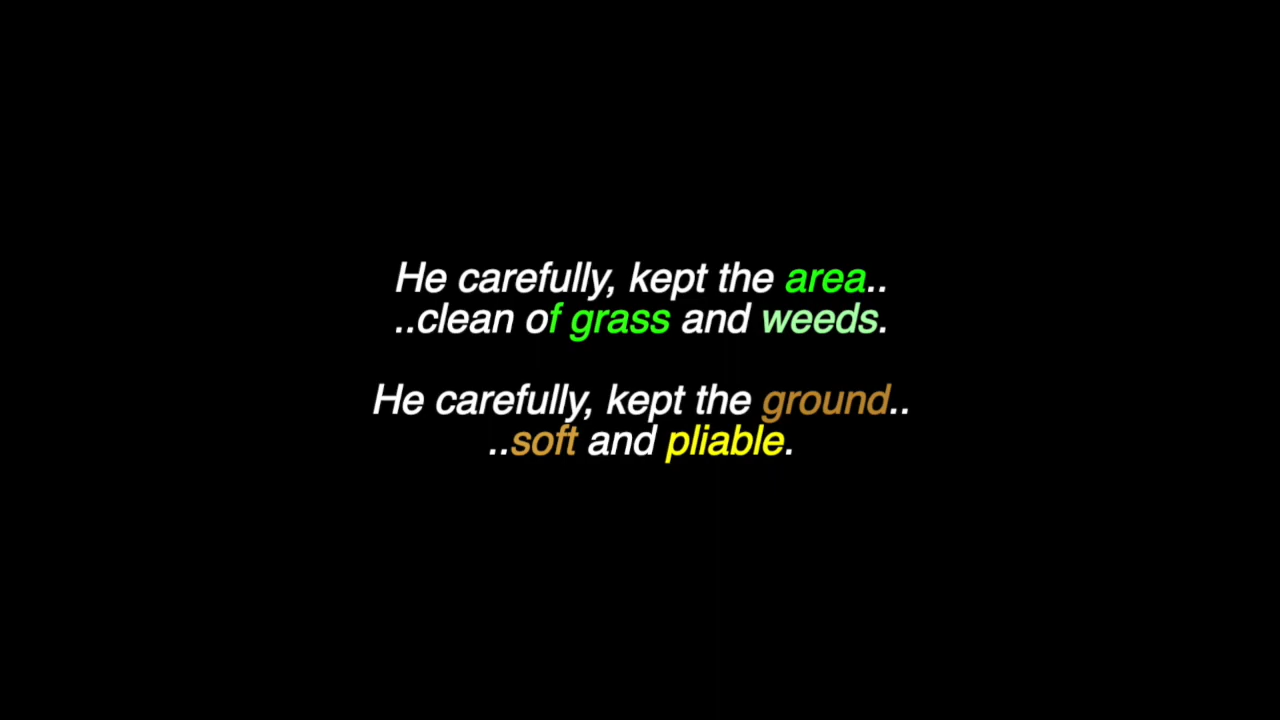 He carefully, kept the area..
..clean of grass and weeds.
He carefully, kept the ground..
..soft and pliable.